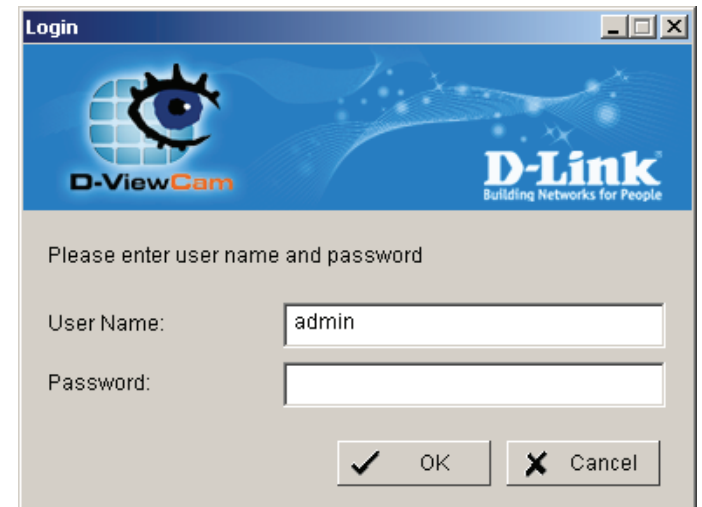 Login
D-ViewCam
D-Link
Building Networks for People
Please enter user name and password
User Name:
admin
Password:
OK
Cancel